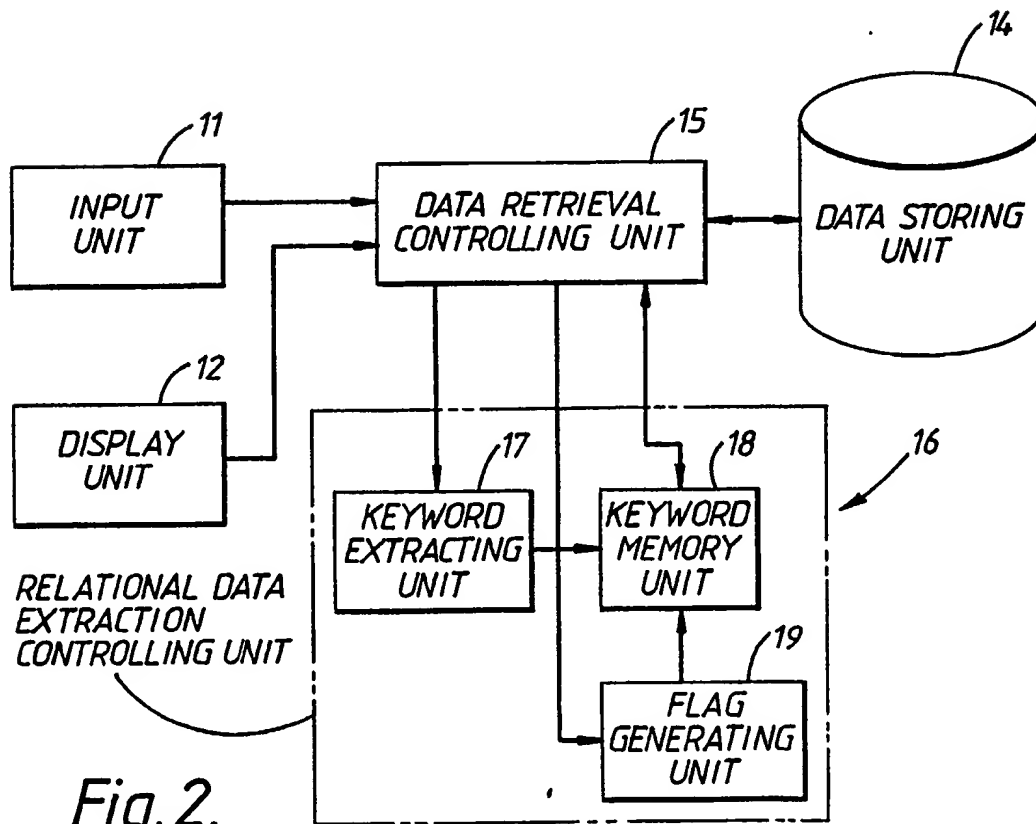 14
11
15
INPUT
UNIT
DATA RETRIEVAL
CONTROLLING UNIT
DATA STORING
UNIT
12
DISPLAY
UNIT
17
18
16
KEYWORD
EXTRACTING
UNIT
KEYWORD
MEMORY
UNIT
RELATIONAL DATA
EXTRACTION
CONTROLLING UNIT
19
FLAG
GENERATING
UNIT
Fig. 2.